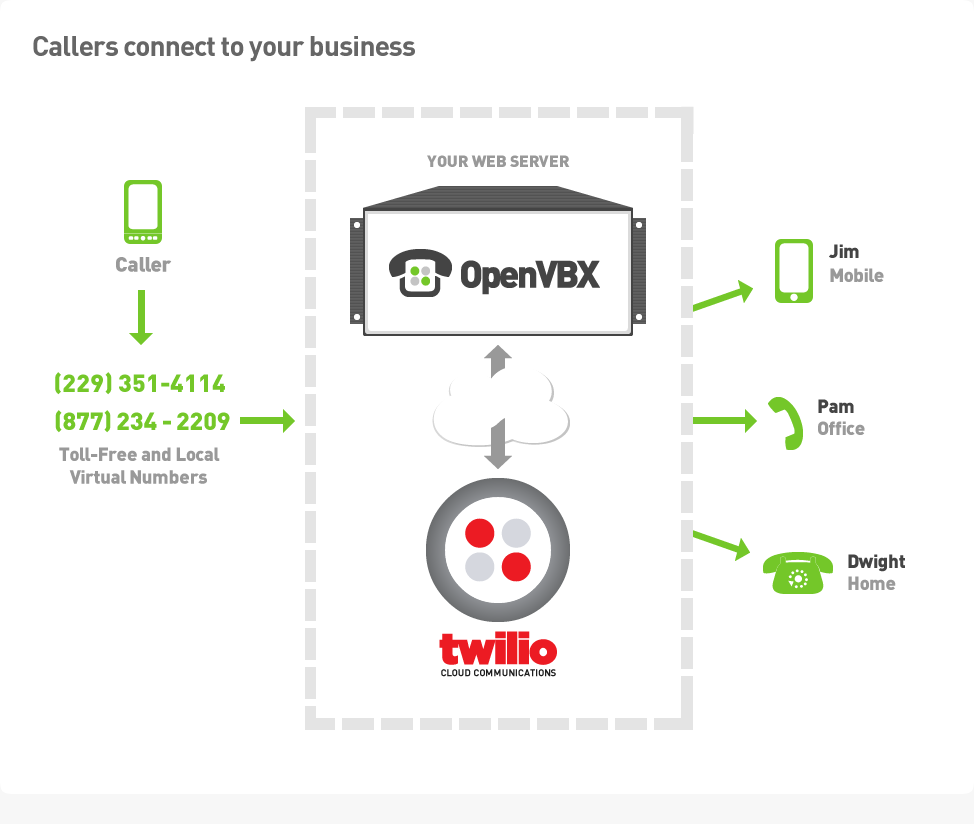 Callers connect to your business
YOUR WEB SERVER
OpenVBX
Caller
(229) 351-4114
(877) 234 - 2209
Toll-Free and Local
Virtual Numbers
twilio
CLOUD COMMUNICATIONS
Jim
Mobile
Pam
Office
Dwight
Home